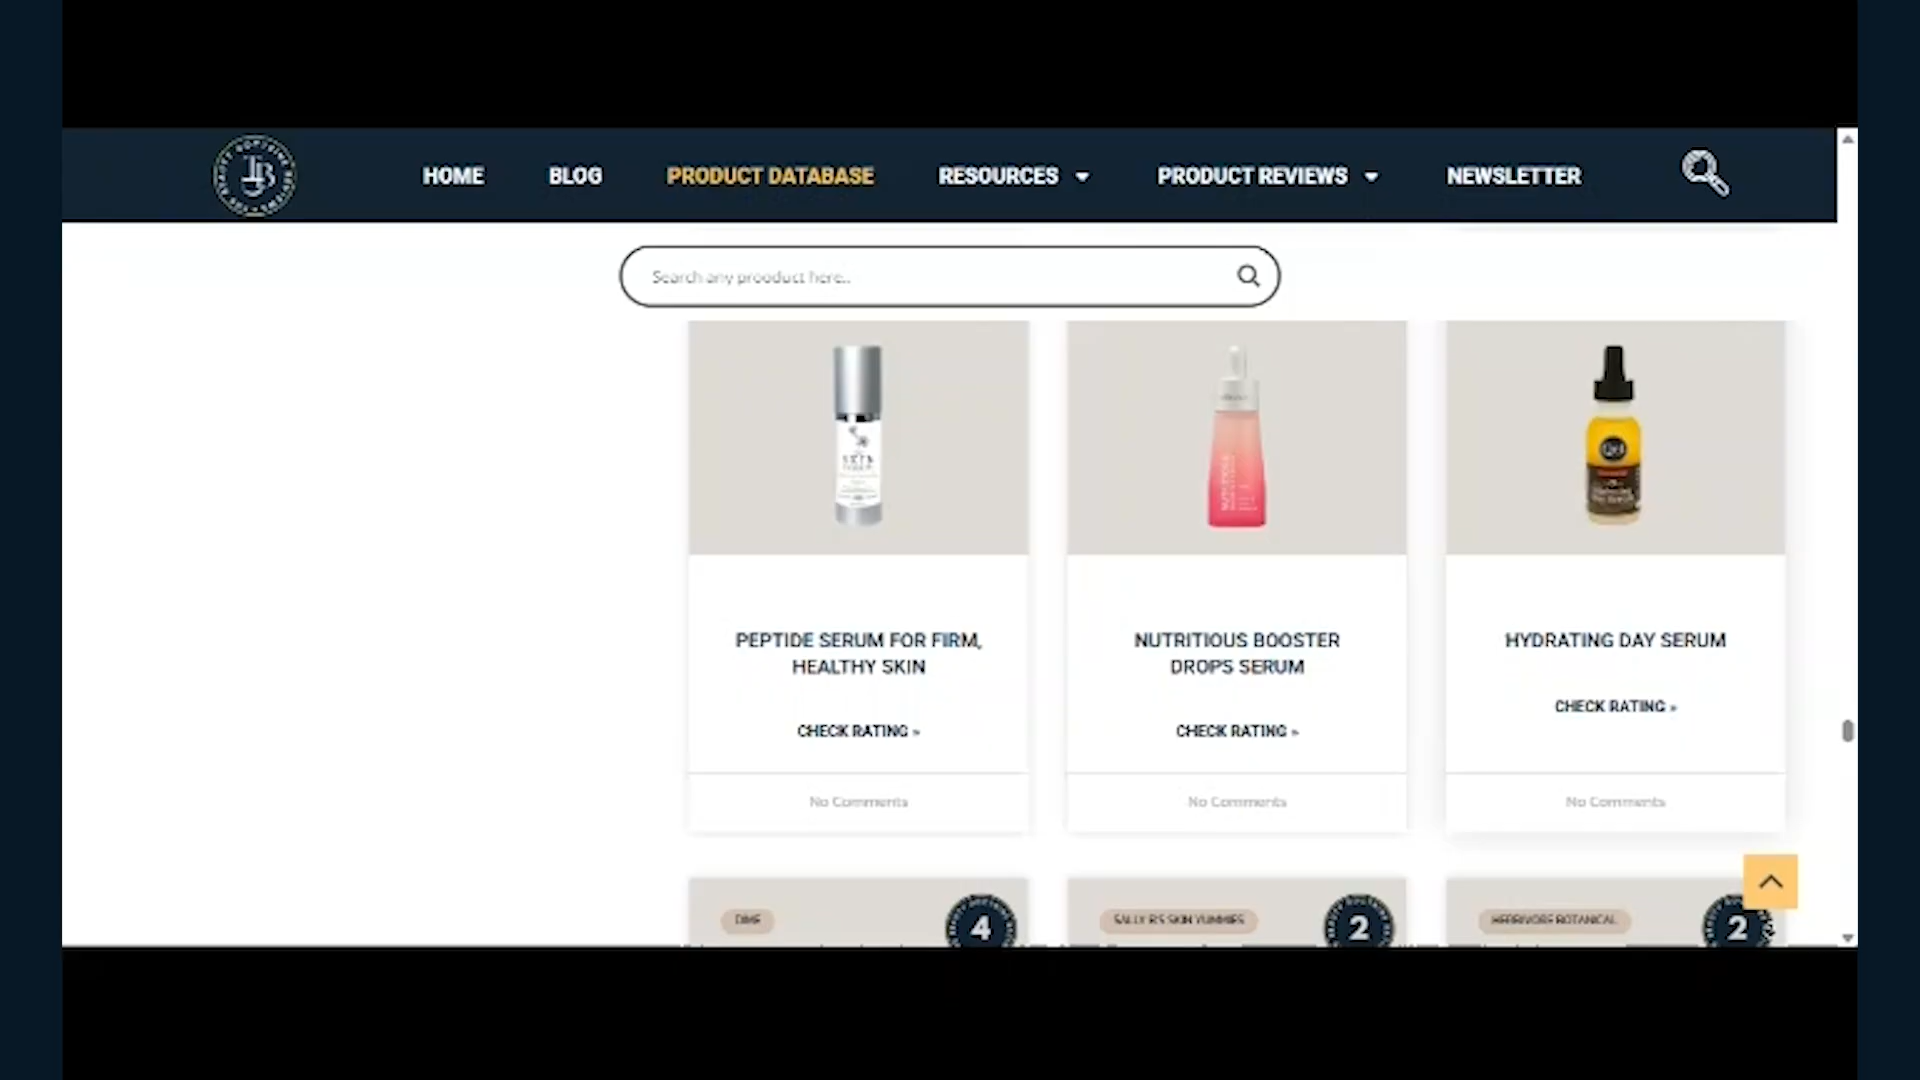 HOME BLOG PRODUCT DATABASE RESOURCES PRODUCT REVIEWS NEWSLETTER
Search any prooduct here..
PEPTIDE SERUM FOR FIRM,
HEALTHY SKIN
CHECK RATING »
No Comments
NUTRITIOUS BOOSTER
DROPS SERUM
CHECK RATING »
No Comments
HYDRATING DAY SERUM
CHECK RATING »
No Comments
DIME
4
SALLY B'S SKIN YUMMIES
2
HERBIVORE BOTANICAL
2